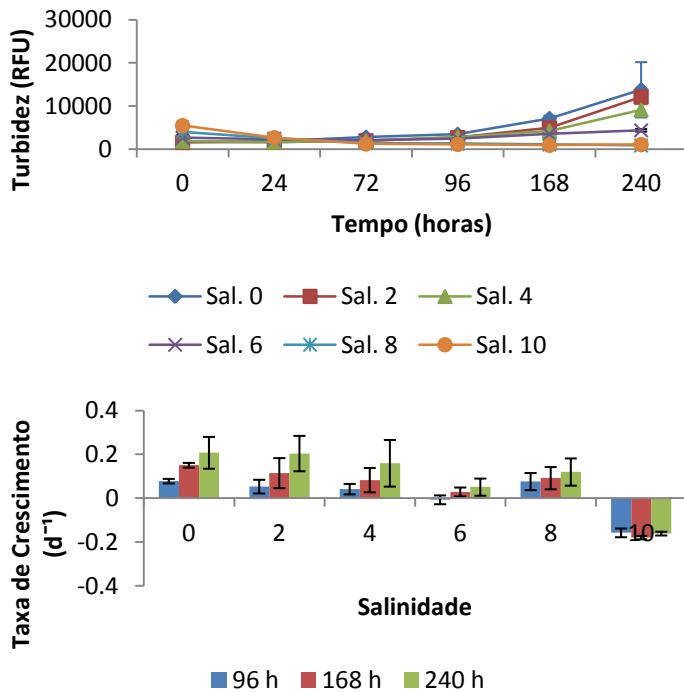 Turbidez (RFU)
30000
20000
10000
0
0 24 72 96 168 240
Tempo (horas)
Sal. 0 Sal. 2 Sal. 4
Sal. 6 Sal. 8 Sal. 10
Taxa de Crescimento
(d⁻¹)
0.4
0.2
0
-0.2
-0.4
0 2 4 6 8 10
Salinidade
96 h 168 h 240 h